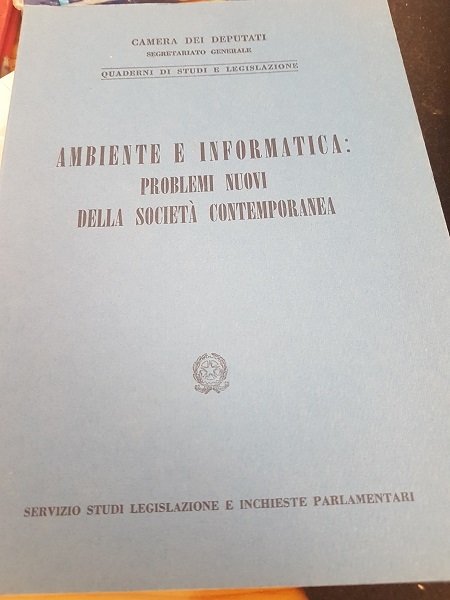 CAMERA DEI DEPUTATI
SEGRETARIATO GENERALE
QUADERNI DI STUDI E LEGISLAZIONE
AMBIENTE E INFORMATICA:
PROBLEMI NUOVI
DELLA SOCIETÀ CONTEMPORANEA
SERVIZIO STUDI LEGISLAZIONE E INCHIESTE PARLAMENTARI